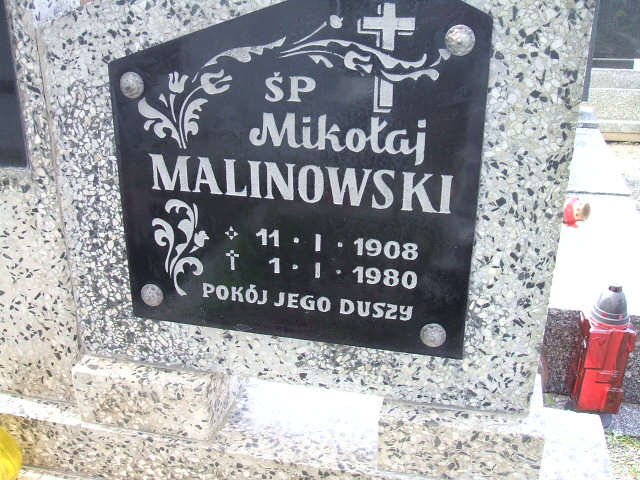 ŚP
Mikołaj
MALINOWSKI
11·I·1908
† 1·I·1980
POKÓJ JEGO DUSZY